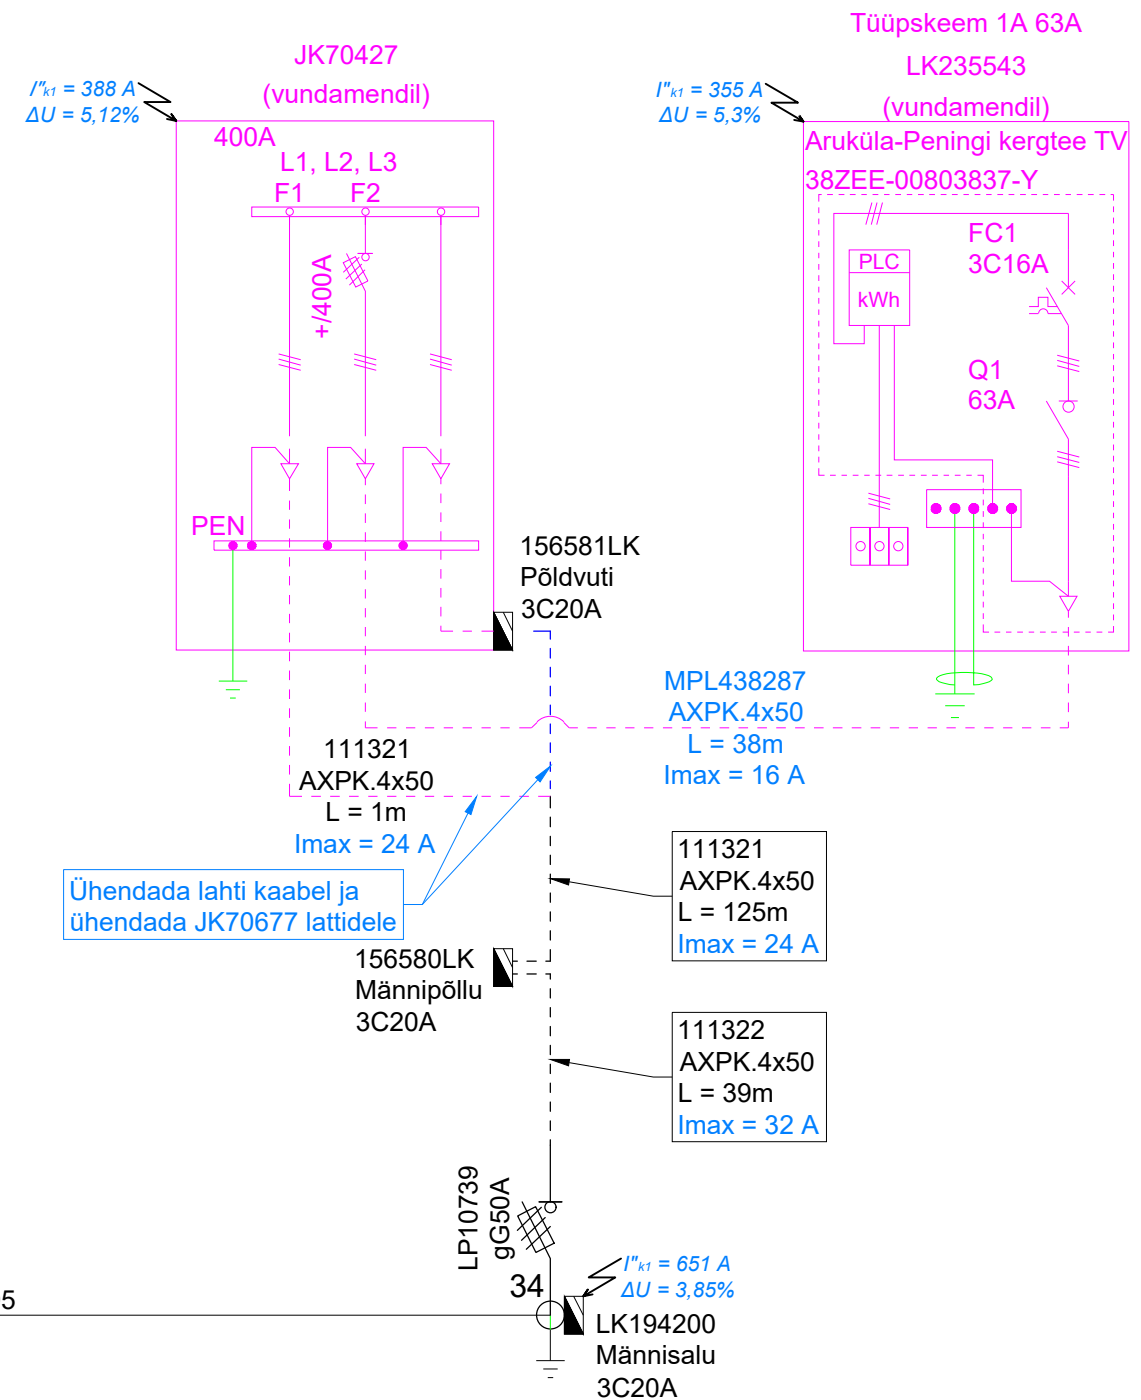 Tüüpskeem 1A 63A
JK70427
(vundamendil)
I"k1 = 388 A
ΔU = 5,12%
LK235543
(vundamendil)
I"k1 = 355 A
ΔU = 5,3%
400A
L1, L2, L3
F1 F2
+/400A
PEN
Aruküla-Peningi kergtee TV
38ZEE-00803837-Y
FC1
3C16A
PLC
kWh
Q1
63A
156581LK
Põldvuti
3C20A
MPL438287
AXPK.4x50
L = 38m
Imax = 16 A
111321
AXPK.4x50
L = 1m
Imax = 24 A
Ühendada lahti kaabel ja
ühendada JK70677 lattidele
111321
AXPK.4x50
L = 125m
Imax = 24 A
156580LK
Männipõllu
3C20A
111322
AXPK.4x50
L = 39m
Imax = 32 A
LP10739
gG50A
34
I"k1 = 651 A
ΔU = 3,85%
5
LK194200
Männisalu
3C20A